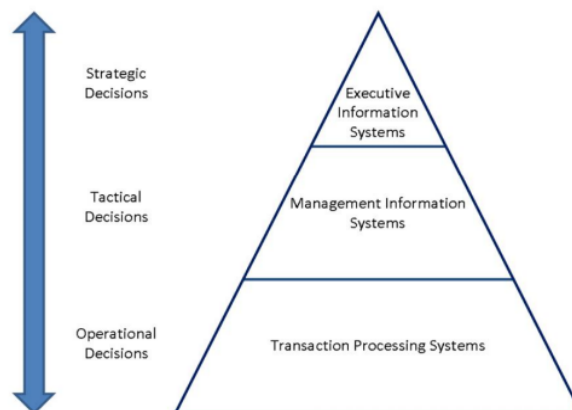 Strategic
Decisions
Executive
Information
Systems
Tactical
Decisions
Management Information
Systems
Operational
Decisions
Transaction Processing Systems